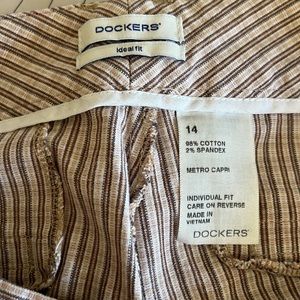 DOCKERS®
ideal fit
14
98% COTTON
2% SPANDEX
METRO CAPRI
INDIVIDUAL FIT
CARE ON REVERSE
MADE IN
VIETNAM
DOCKERS®